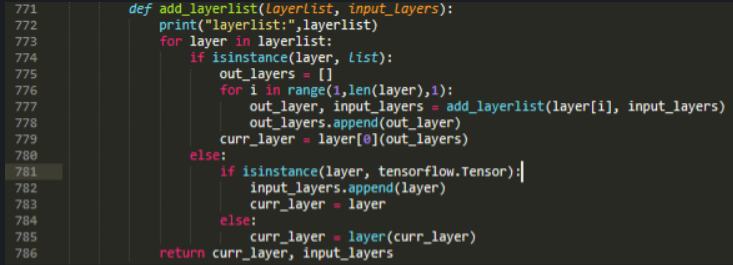 771 def add_layerlist(layerlist, input_layers):
772 print("layerlist:",layerlist)
773 for layer in layerlist:
774 if isinstance(layer, list):
775 out_layers = []
776 for i in range(1,len(layer),1):
777 out_layer, input_layers = add_layerlist(layer[i], input_layers)
778 out_layers.append(out_layer)
779 curr_layer = layer[0](out_layers)
780 else:
781 if isinstance(layer, tensorflow.Tensor):
782 input_layers.append(layer)
783 curr_layer = layer
784 else:
785 curr_layer = layer(curr_layer)
786 return curr_layer, input_layers